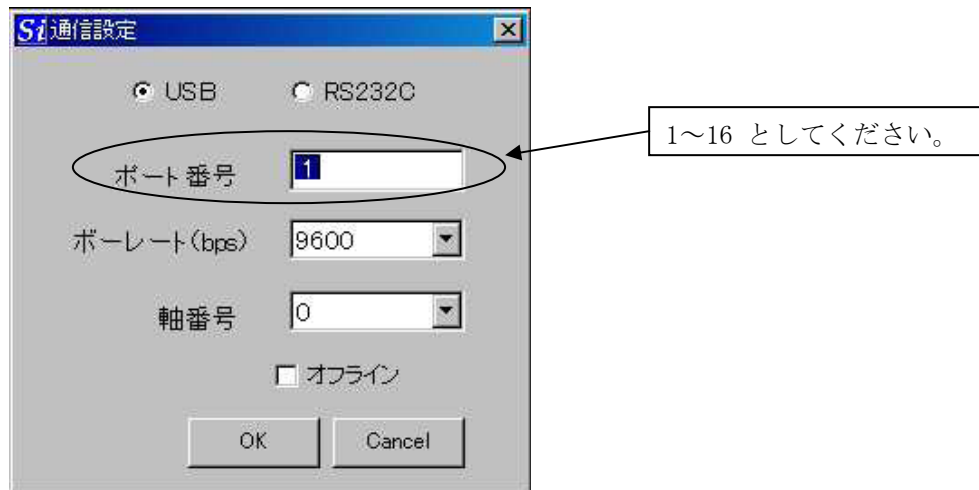 Si 通信設定
USB RS232C
1～16 としてください。
ポート番号 1
ボーレート(bps) 9600
軸番号 0
オフライン
OK Cancel